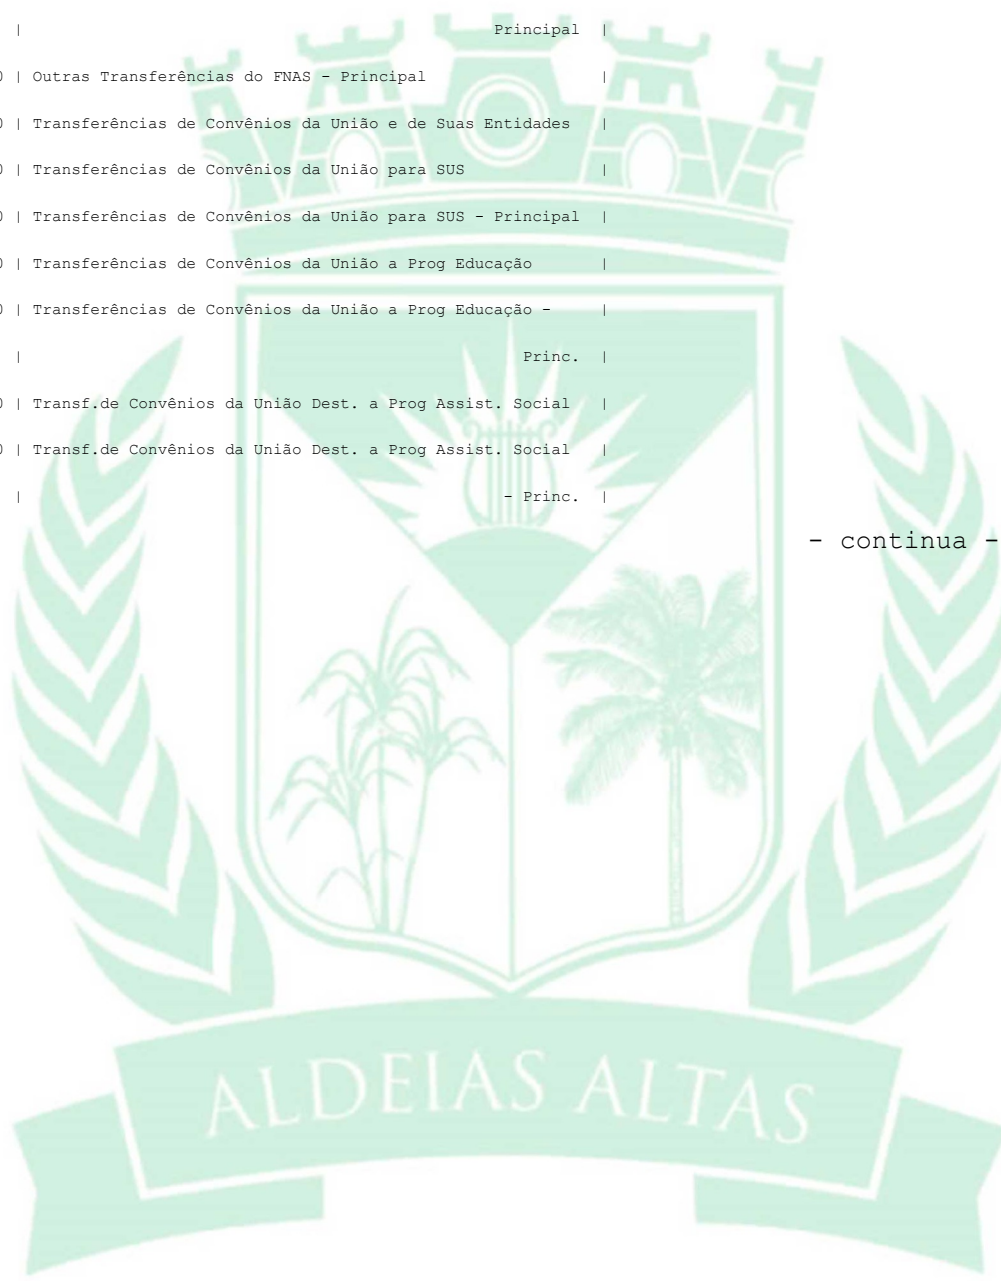 | Principal |
0 | Outras Transferências do FNAS - Principal |
0 | Transferências de Convênios da União e de Suas Entidades |
0 | Transferências de Convênios da União para SUS |
0 | Transferências de Convênios da União para SUS - Principal |
0 | Transferências de Convênios da União a Prog Educação |
0 | Transferências de Convênios da União a Prog Educação - |
| Princ. |
0 | Transf.de Convênios da União Dest. a Prog Assist. Social |
0 | Transf.de Convênios da União Dest. a Prog Assist. Social |
| - Princ. |
- continua -
ALDEIAS ALTAS